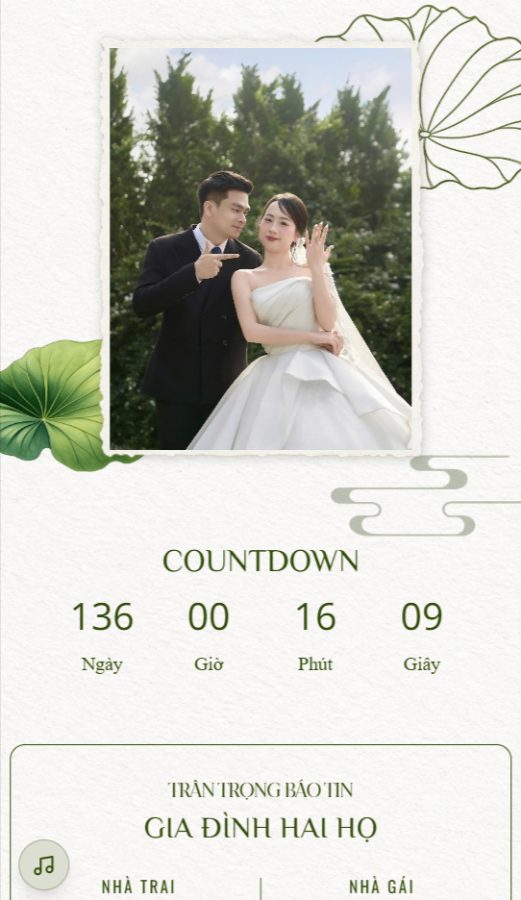 COUNTDOWN
136 00 16 09
Ngày Giờ Phút Giây
TRÂN TRỌNG BÁO TIN
GIA ĐÌNH HAI HỌ
NHÀ TRAI NHÀ GÁI